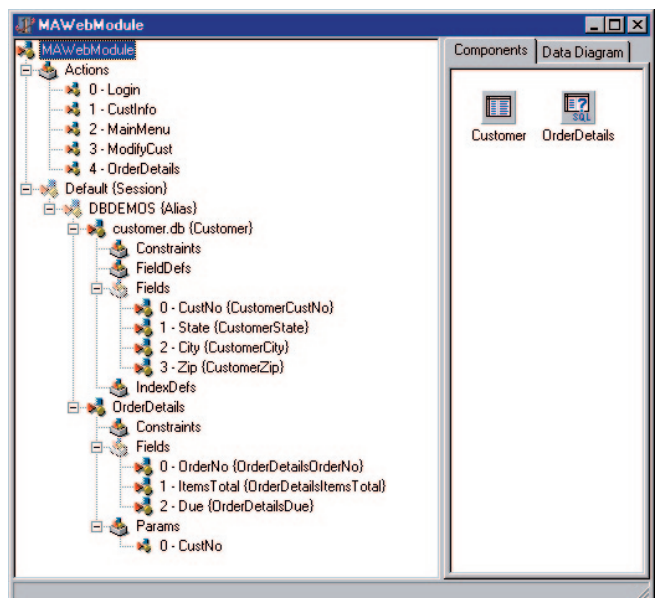 MAWebModule
MAWebModule
Actions
0 - Login
1 - CustInfo
2 - MainMenu
3 - ModifyCust
4 - OrderDetails
Default {Session}
DBDEMOS {Alias}
customer.db {Customer}
Constraints
FieldDefs
Fields
0 - CustNo {CustomerCustNo}
1 - State {CustomerState}
2 - City {CustomerCity}
3 - Zip {CustomerZip}
IndexDefs
OrderDetails
Constraints
Fields
0 - OrderNo {OrderDetailsOrderNo}
1 - ItemsTotal {OrderDetailsItemsTotal}
2 - Due {OrderDetailsDue}
Params
0 - CustNo
Components Data Diagram
?
SQL
Customer OrderDetails